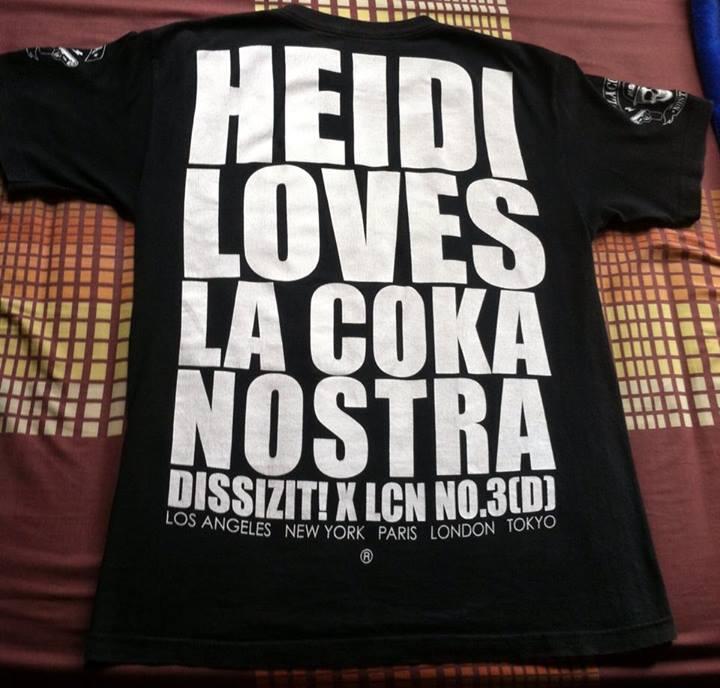 HEIDI
LOVES
LA COKA
NOSTRA
DISSIZIT! X LCN NO.3(D)
LOS ANGELES NEW YORK PARIS LONDON TOKYO
®